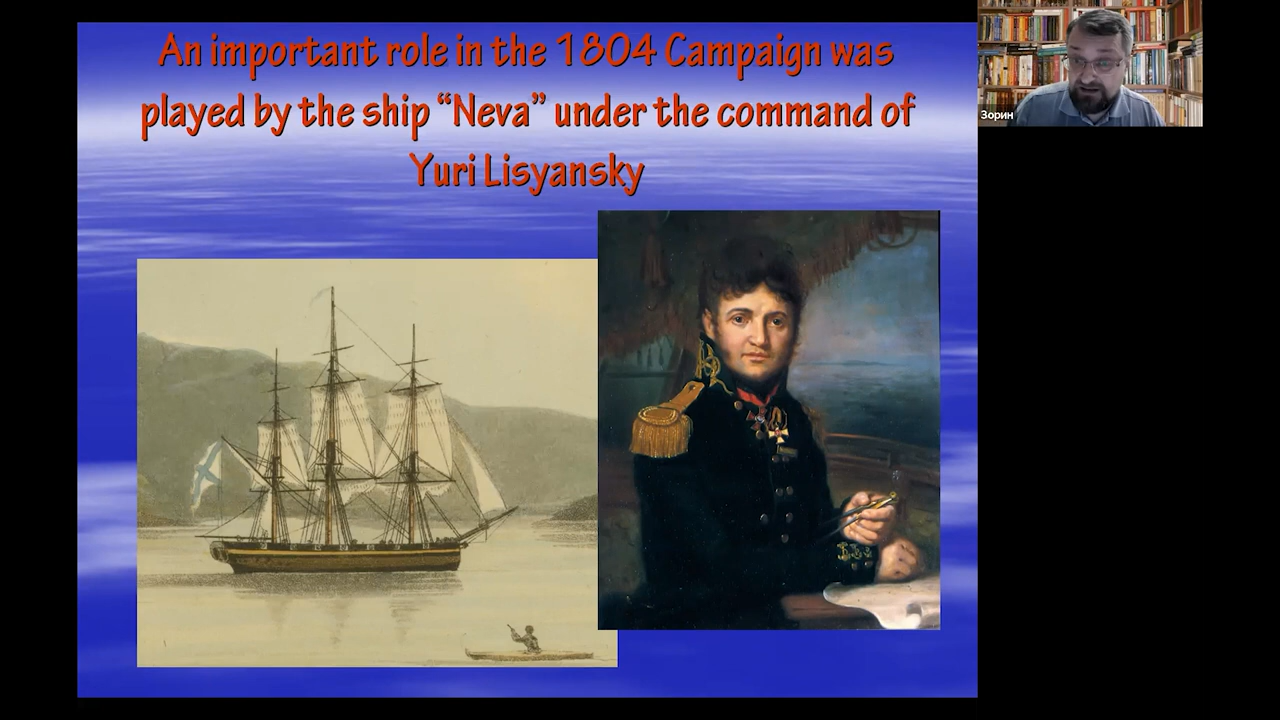 An important role in the 1804 Campaign was
played by the ship “Neva” under the command of
Yuri Lisyansky
Зорин